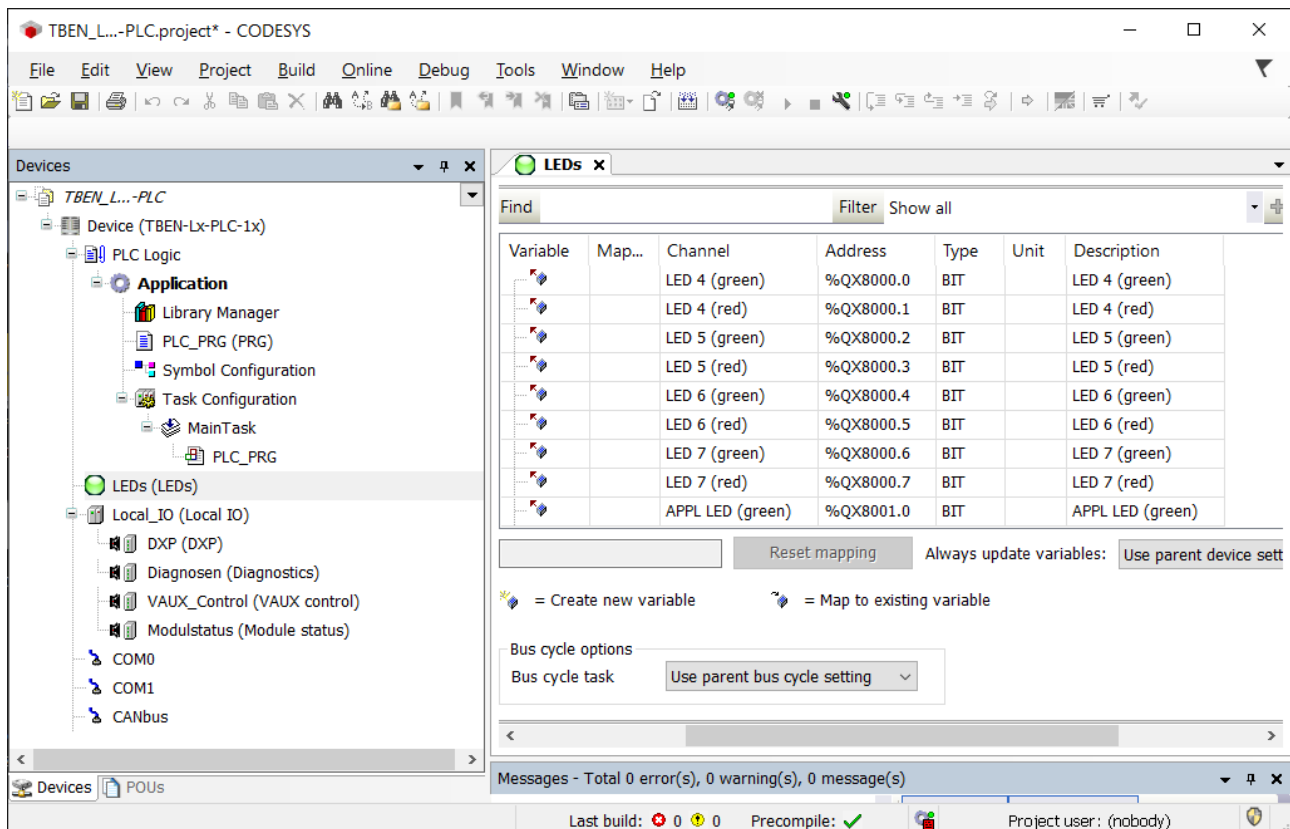 TBEN_L...-PLC.project* - CODESYS
File Edit View Project Build Online Debug Tools Window Help
Devices
TBEN_L...-PLC
Device (TBEN-Lx-PLC-1x)
PLC Logic
Application
Library Manager
PLC_PRG (PRG)
Symbol Configuration
Task Configuration
MainTask
PLC_PRG
LEDs (LEDs)
Local_IO (Local IO)
DXP (DXP)
Diagnosen (Diagnostics)
VAUX_Control (VAUX control)
Modulstatus (Module status)
COM0
COM1
CANbus
Devices POUs
LEDs
Find Filter Show all
Variable Map... Channel Address Type Unit Description
LED 4 (green) %QX8000.0 BIT LED 4 (green)
LED 4 (red) %QX8000.1 BIT LED 4 (red)
LED 5 (green) %QX8000.2 BIT LED 5 (green)
LED 5 (red) %QX8000.3 BIT LED 5 (red)
LED 6 (green) %QX8000.4 BIT LED 6 (green)
LED 6 (red) %QX8000.5 BIT LED 6 (red)
LED 7 (green) %QX8000.6 BIT LED 7 (green)
LED 7 (red) %QX8000.7 BIT LED 7 (red)
APPL LED (green) %QX8001.0 BIT APPL LED (green)
Reset mapping Always update variables: Use parent device sett
= Create new variable = Map to existing variable
Bus cycle options
Bus cycle task Use parent bus cycle setting
Messages - Total 0 error(s), 0 warning(s), 0 message(s)
Last build: 0 0 Precompile: Project user: (nobody)